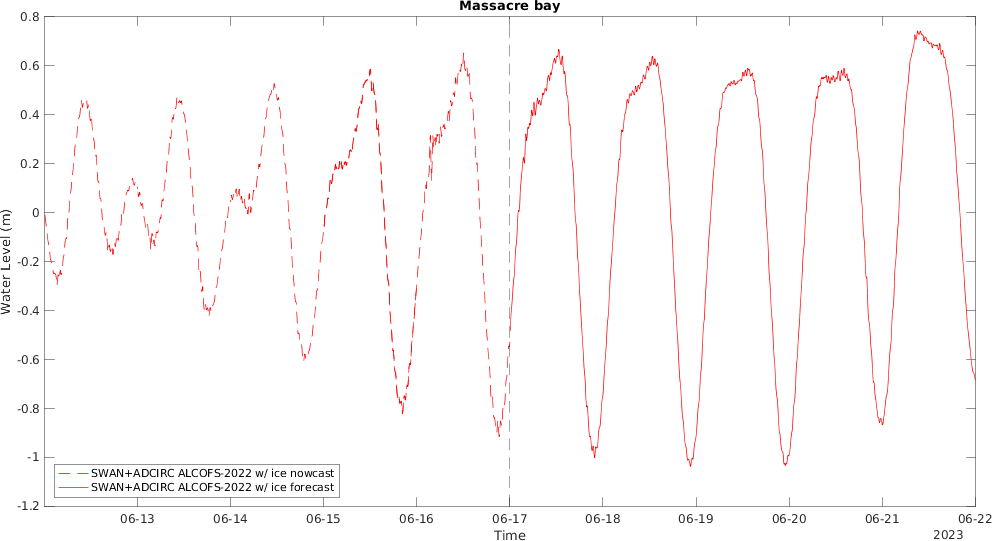 Massacre bay
0.8
0.6
0.4
0.2
0
-0.2
-0.4
-0.6
-0.8
-1
-1.2
Water Level (m)
SWAN+ADCIRC ALCOFS-2022 w/ ice nowcast
SWAN+ADCIRC ALCOFS-2022 w/ ice forecast
06-13 06-14 06-15 06-16 06-17 06-18 06-19 06-20 06-21 06-22
Time
2023